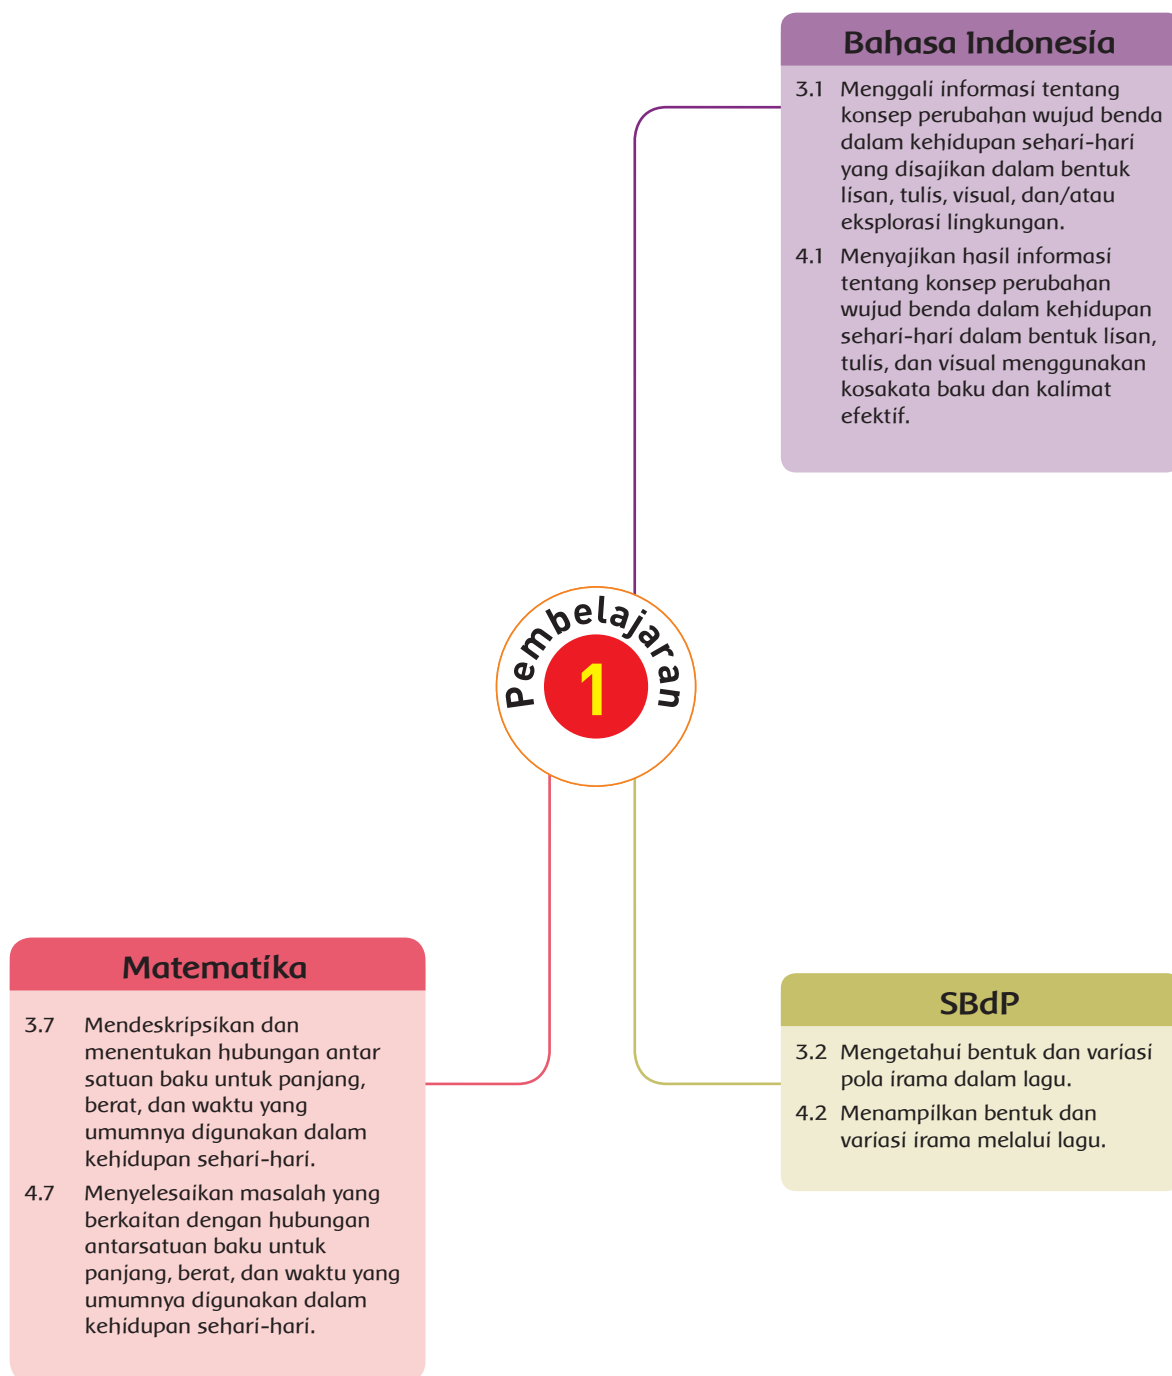 Bahasa Indonesia
3.1 Menggali informasi tentang
konsep perubahan wujud benda
dalam kehidupan sehari-hari
yang disajikan dalam bentuk
lisan, tulis, visual, dan/atau
eksplorasi lingkungan.
4.1 Menyajikan hasil informasi
tentang konsep perubahan
wujud benda dalam kehidupan
sehari-hari dalam bentuk lisan,
tulis, dan visual menggunakan
kosakata baku dan kalimat
efektif.
Pembelajaran
1
Matematika
3.7 Mendeskripsikan dan
menentukan hubungan antar
satuan baku untuk panjang,
berat, dan waktu yang
umumnya digunakan dalam
kehidupan sehari-hari.
4.7 Menyelesaikan masalah yang
berkaitan dengan hubungan
antarsatuan baku untuk
panjang, berat, dan waktu yang
umumnya digunakan dalam
kehidupan sehari-hari.
SBdP
3.2 Mengetahui bentuk dan variasi
pola irama dalam lagu.
4.2 Menampilkan bentuk dan
variasi irama melalui lagu.